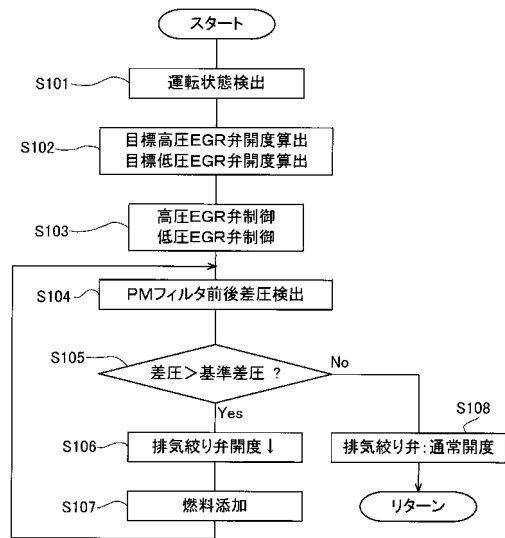 スタート
S101
運転状態検出
S102
目標高圧EGR弁開度算出
目標低圧EGR弁開度算出
S103
高圧EGR弁制御
低圧EGR弁制御
S104
PMフィルタ前後差圧検出
S105
差圧>基準差圧 ?
No
Yes
S106
排気絞り弁開度↓
S108
排気絞り弁:通常開度
S107
燃料添加
リターン